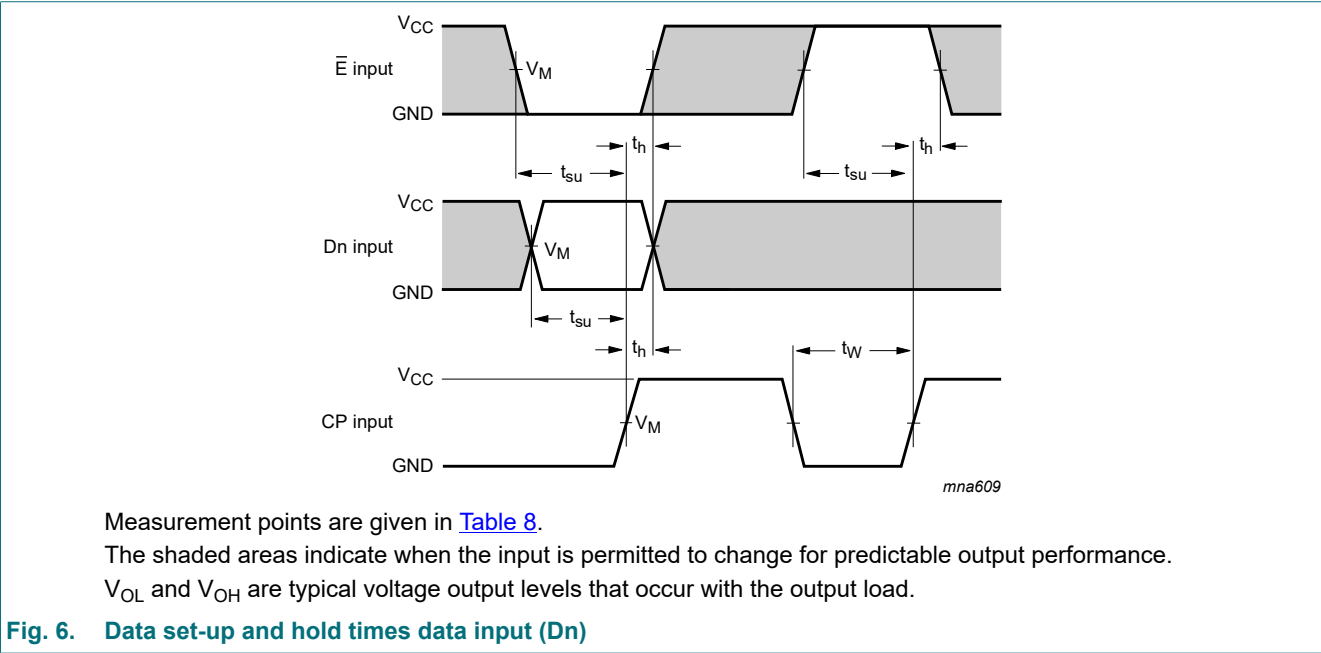 VCC
Ē input
VM
GND
th
th
tsu
tsu
VCC
Dn input
VM
GND
tsu
th
tW
VCC
CP input
VM
GND
mna609
Measurement points are given in Table 8.
The shaded areas indicate when the input is permitted to change for predictable output performance.
VOL and VOH are typical voltage output levels that occur with the output load.
Fig. 6. Data set-up and hold times data input (Dn)